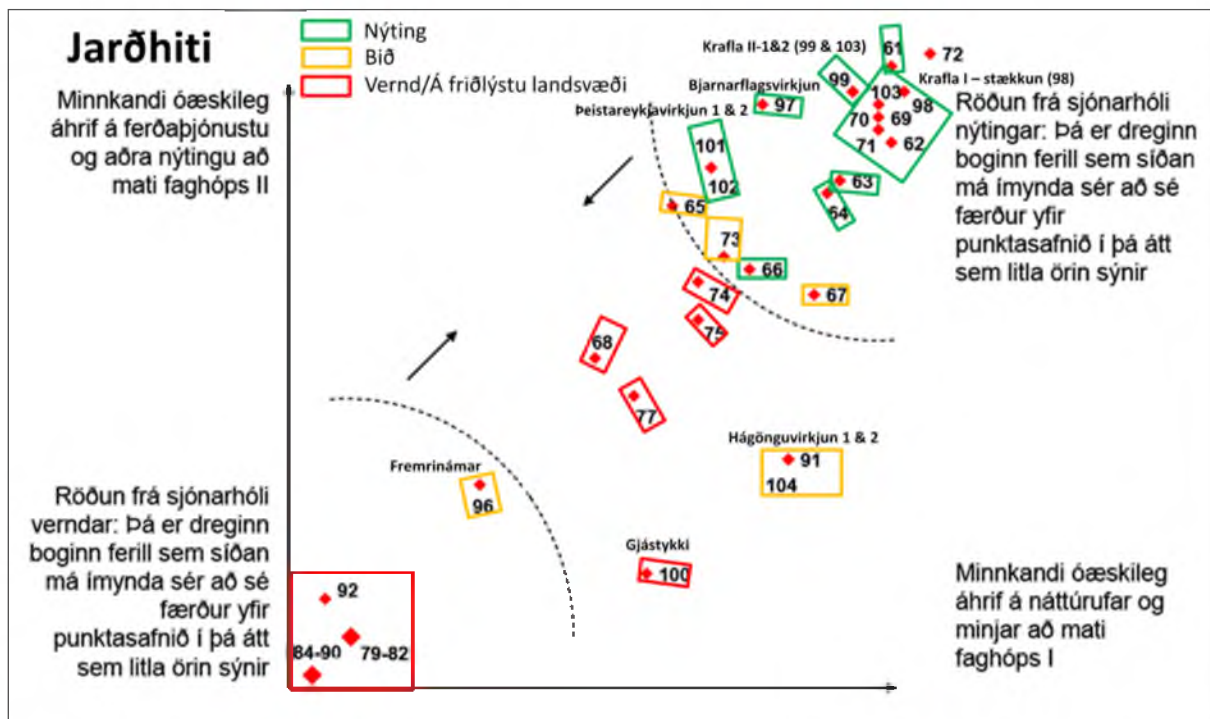 Jarðhiti
Nýting
Bið
Vernd/Á friðlýstu landsvæði
Minnkandi óæskileg
áhrif á ferðaþjónustu
og aðra nýtingu að
mati faghóps II
Krafla II-1&2 (99 & 103)
61
72
Bjarnarflagsvirkjun
99
Krafla I – stækkun (98)
Þeistareykjavirkjun 1 & 2
97
103
98
70
69
71
62
101
102
63
64
65
73
66
67
74
75
68
77
Röðun frá sjónarhóli
nýtingar: Þá er dreginn
boginn ferill sem síðan
má ímynda sér að sé
færður yfir
punktasafnið í þá átt
sem litla örin sýnir
Hágönguvirkjun 1 & 2
91
104
Fremrinámar
96
Gjástykki
100
Röðun frá sjónarhóli
verndar: Þá er dreginn
boginn ferill sem síðan
má ímynda sér að sé
færður yfir
punktasafnið í þá átt
sem litla örin sýnir
92
84-90
79-82
Minnkandi óæskileg
áhrif á náttúrufar og
minjar að mati
faghóps I